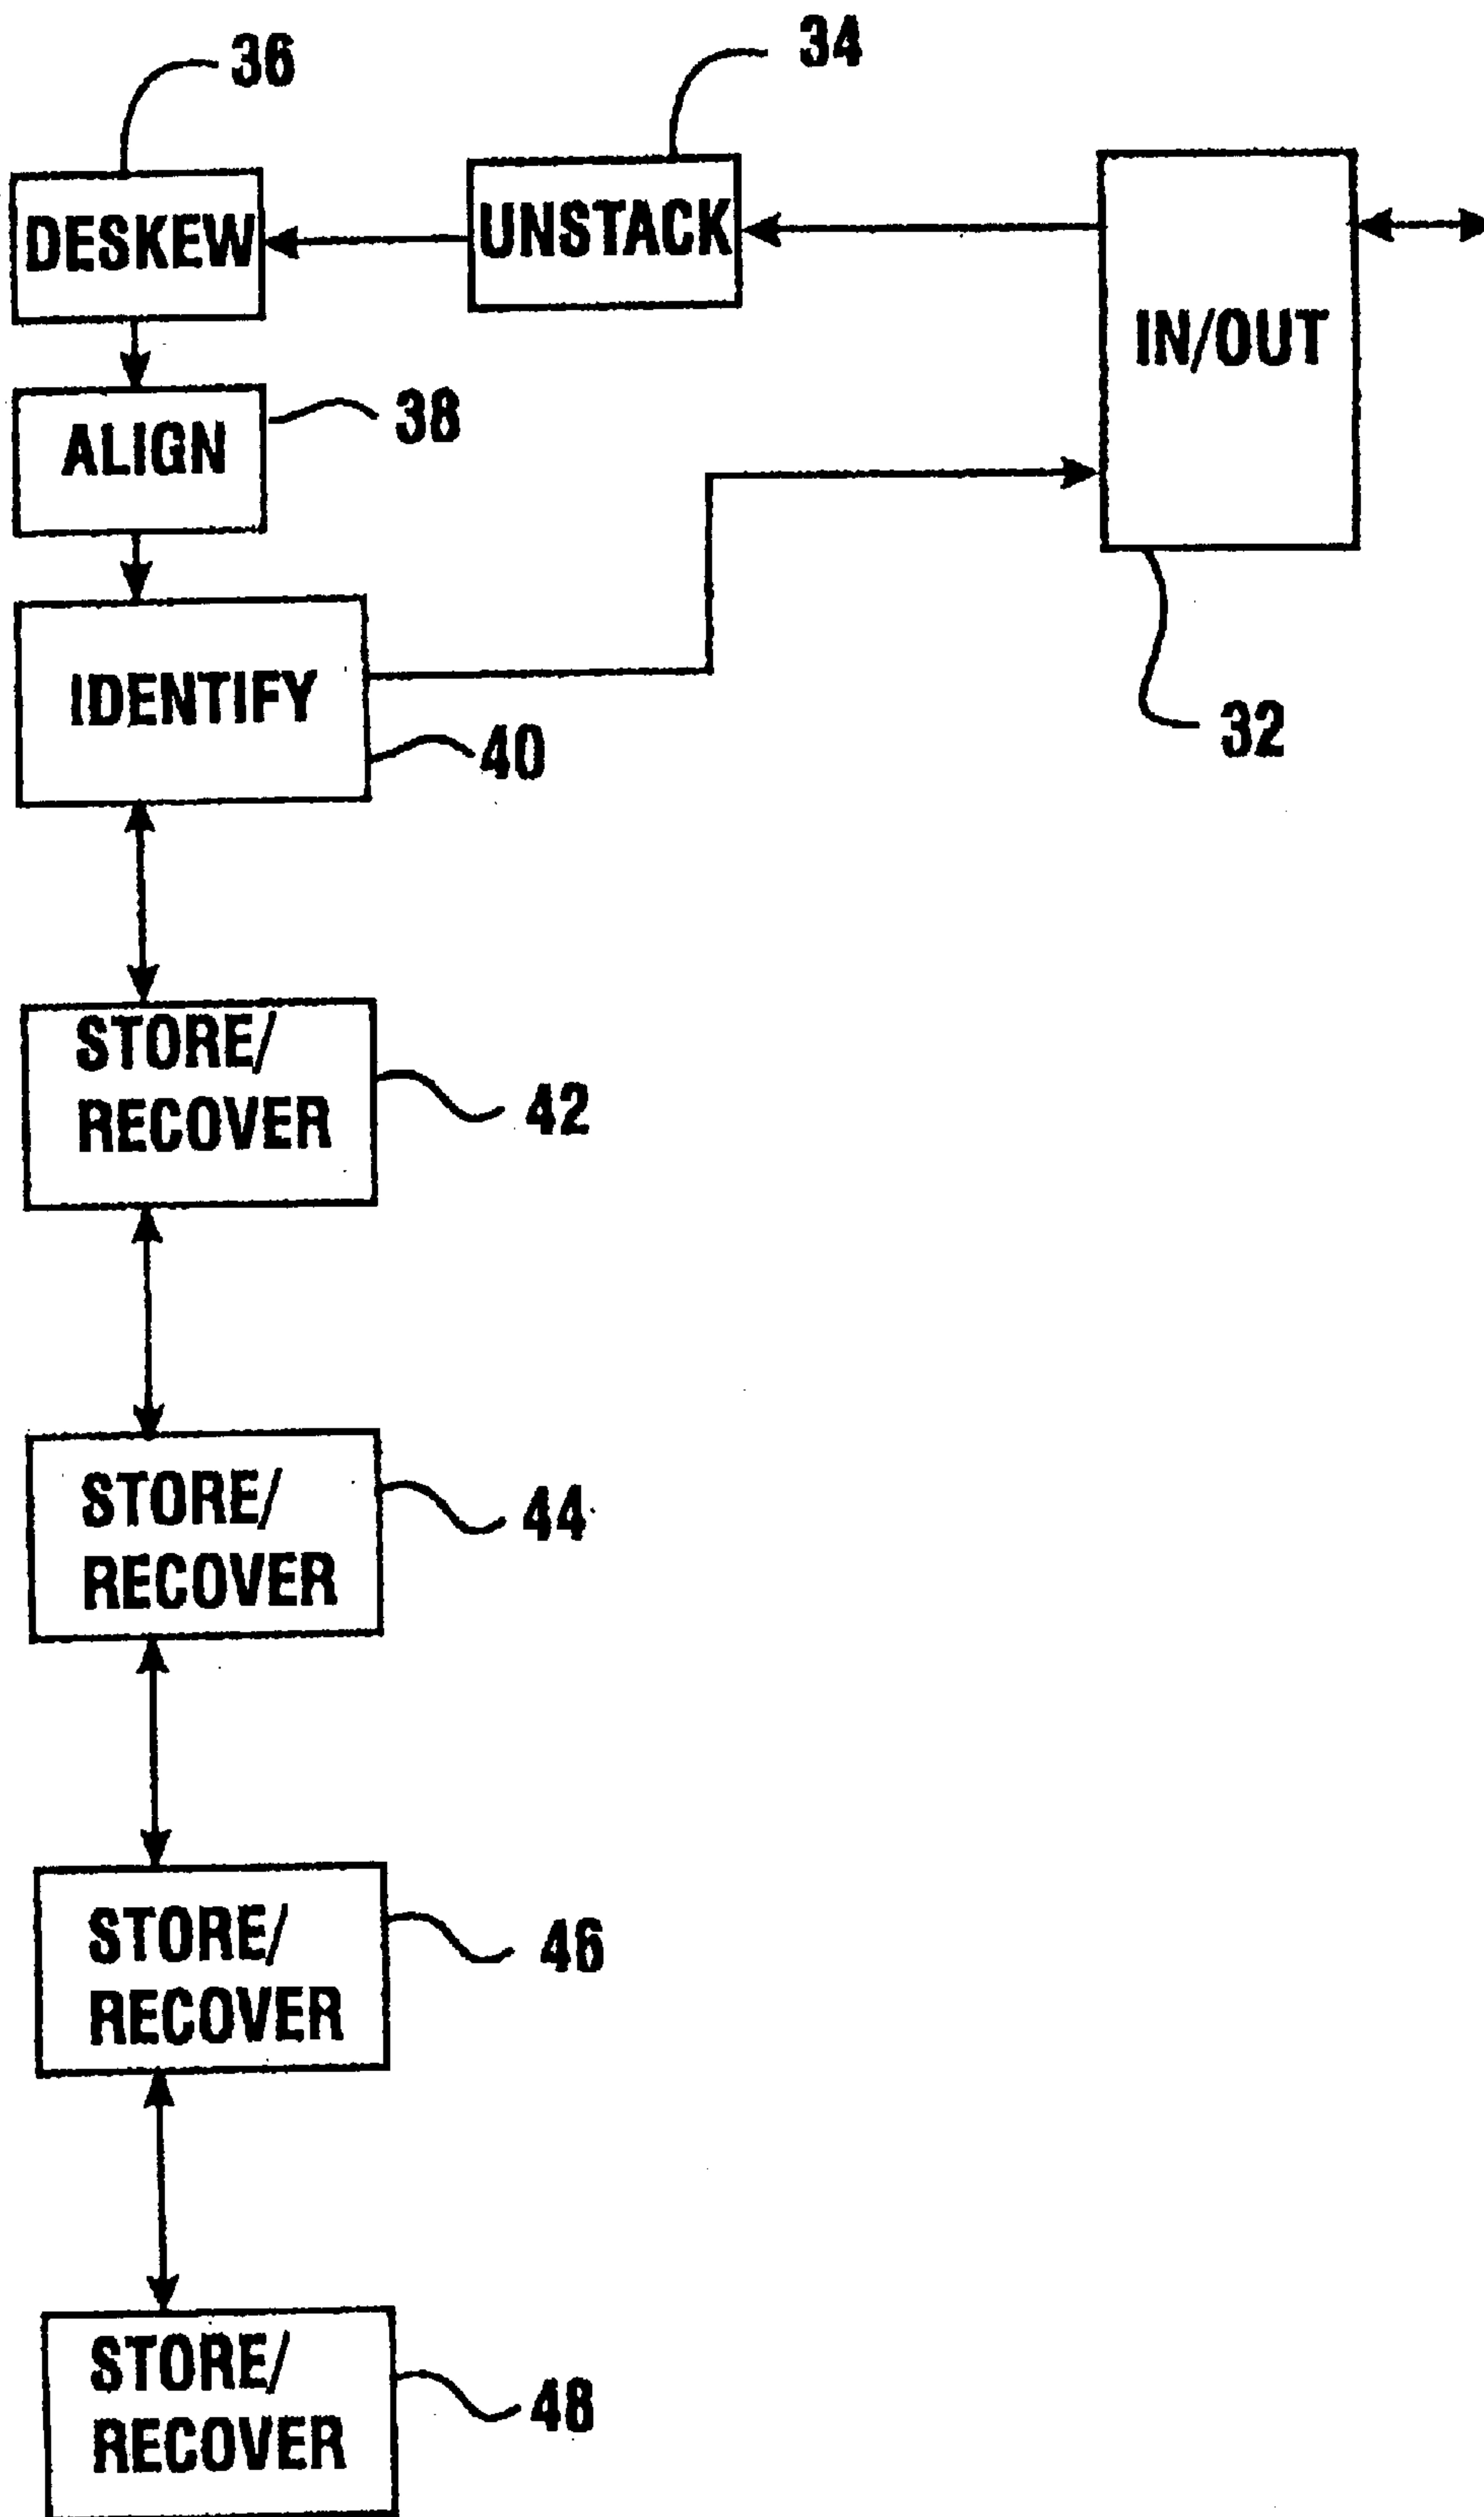 36
34
DESKEW
UNSTACK
IN/OUT
ALIGN
38
IDENTIFY
40
32
STORE/
RECOVER
42
STORE/
RECOVER
44
STORE/
RECOVER
46
STORE/
RECOVER
48